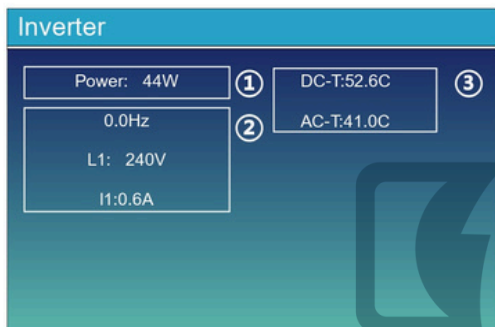 Inverter
Power: 44W
①
0.0Hz
②
L1: 240V
I1:0.6A
DC-T:52.6C
③
AC-T:41.0C